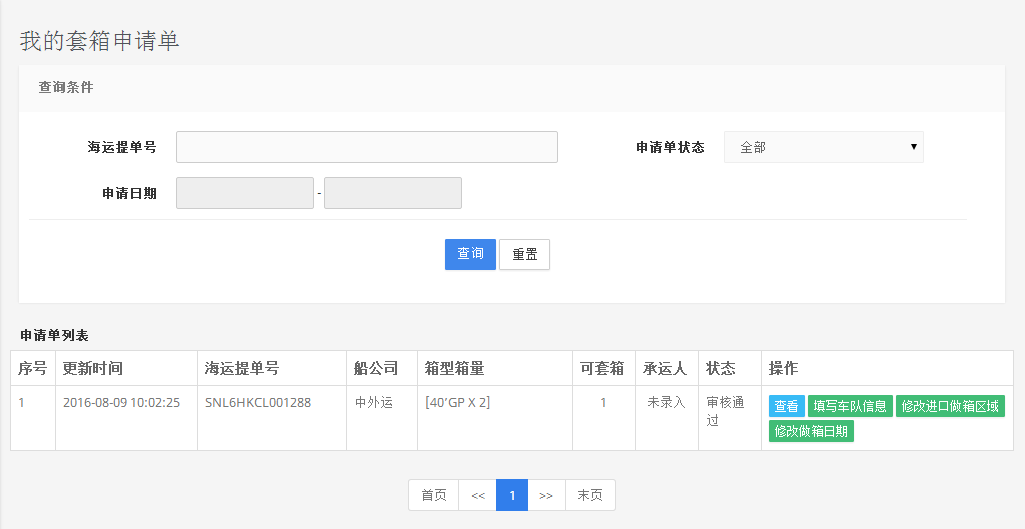 我的套箱申请单
查询条件
海运提单号 申请单状态 全部
申请日期 -
查询 重置
申请单列表
序号 更新时间 海运提单号 船公司 箱型箱量 可套箱 承运人 状态 操作
1 2016-08-09 10:02:25 SNL6HKCL001288 中外运 [40'GP X 2] 1 未录入 审核通 查看 填写车队信息 修改进口做箱区域
过 修改做箱日期
首页 << 1 >> 末页